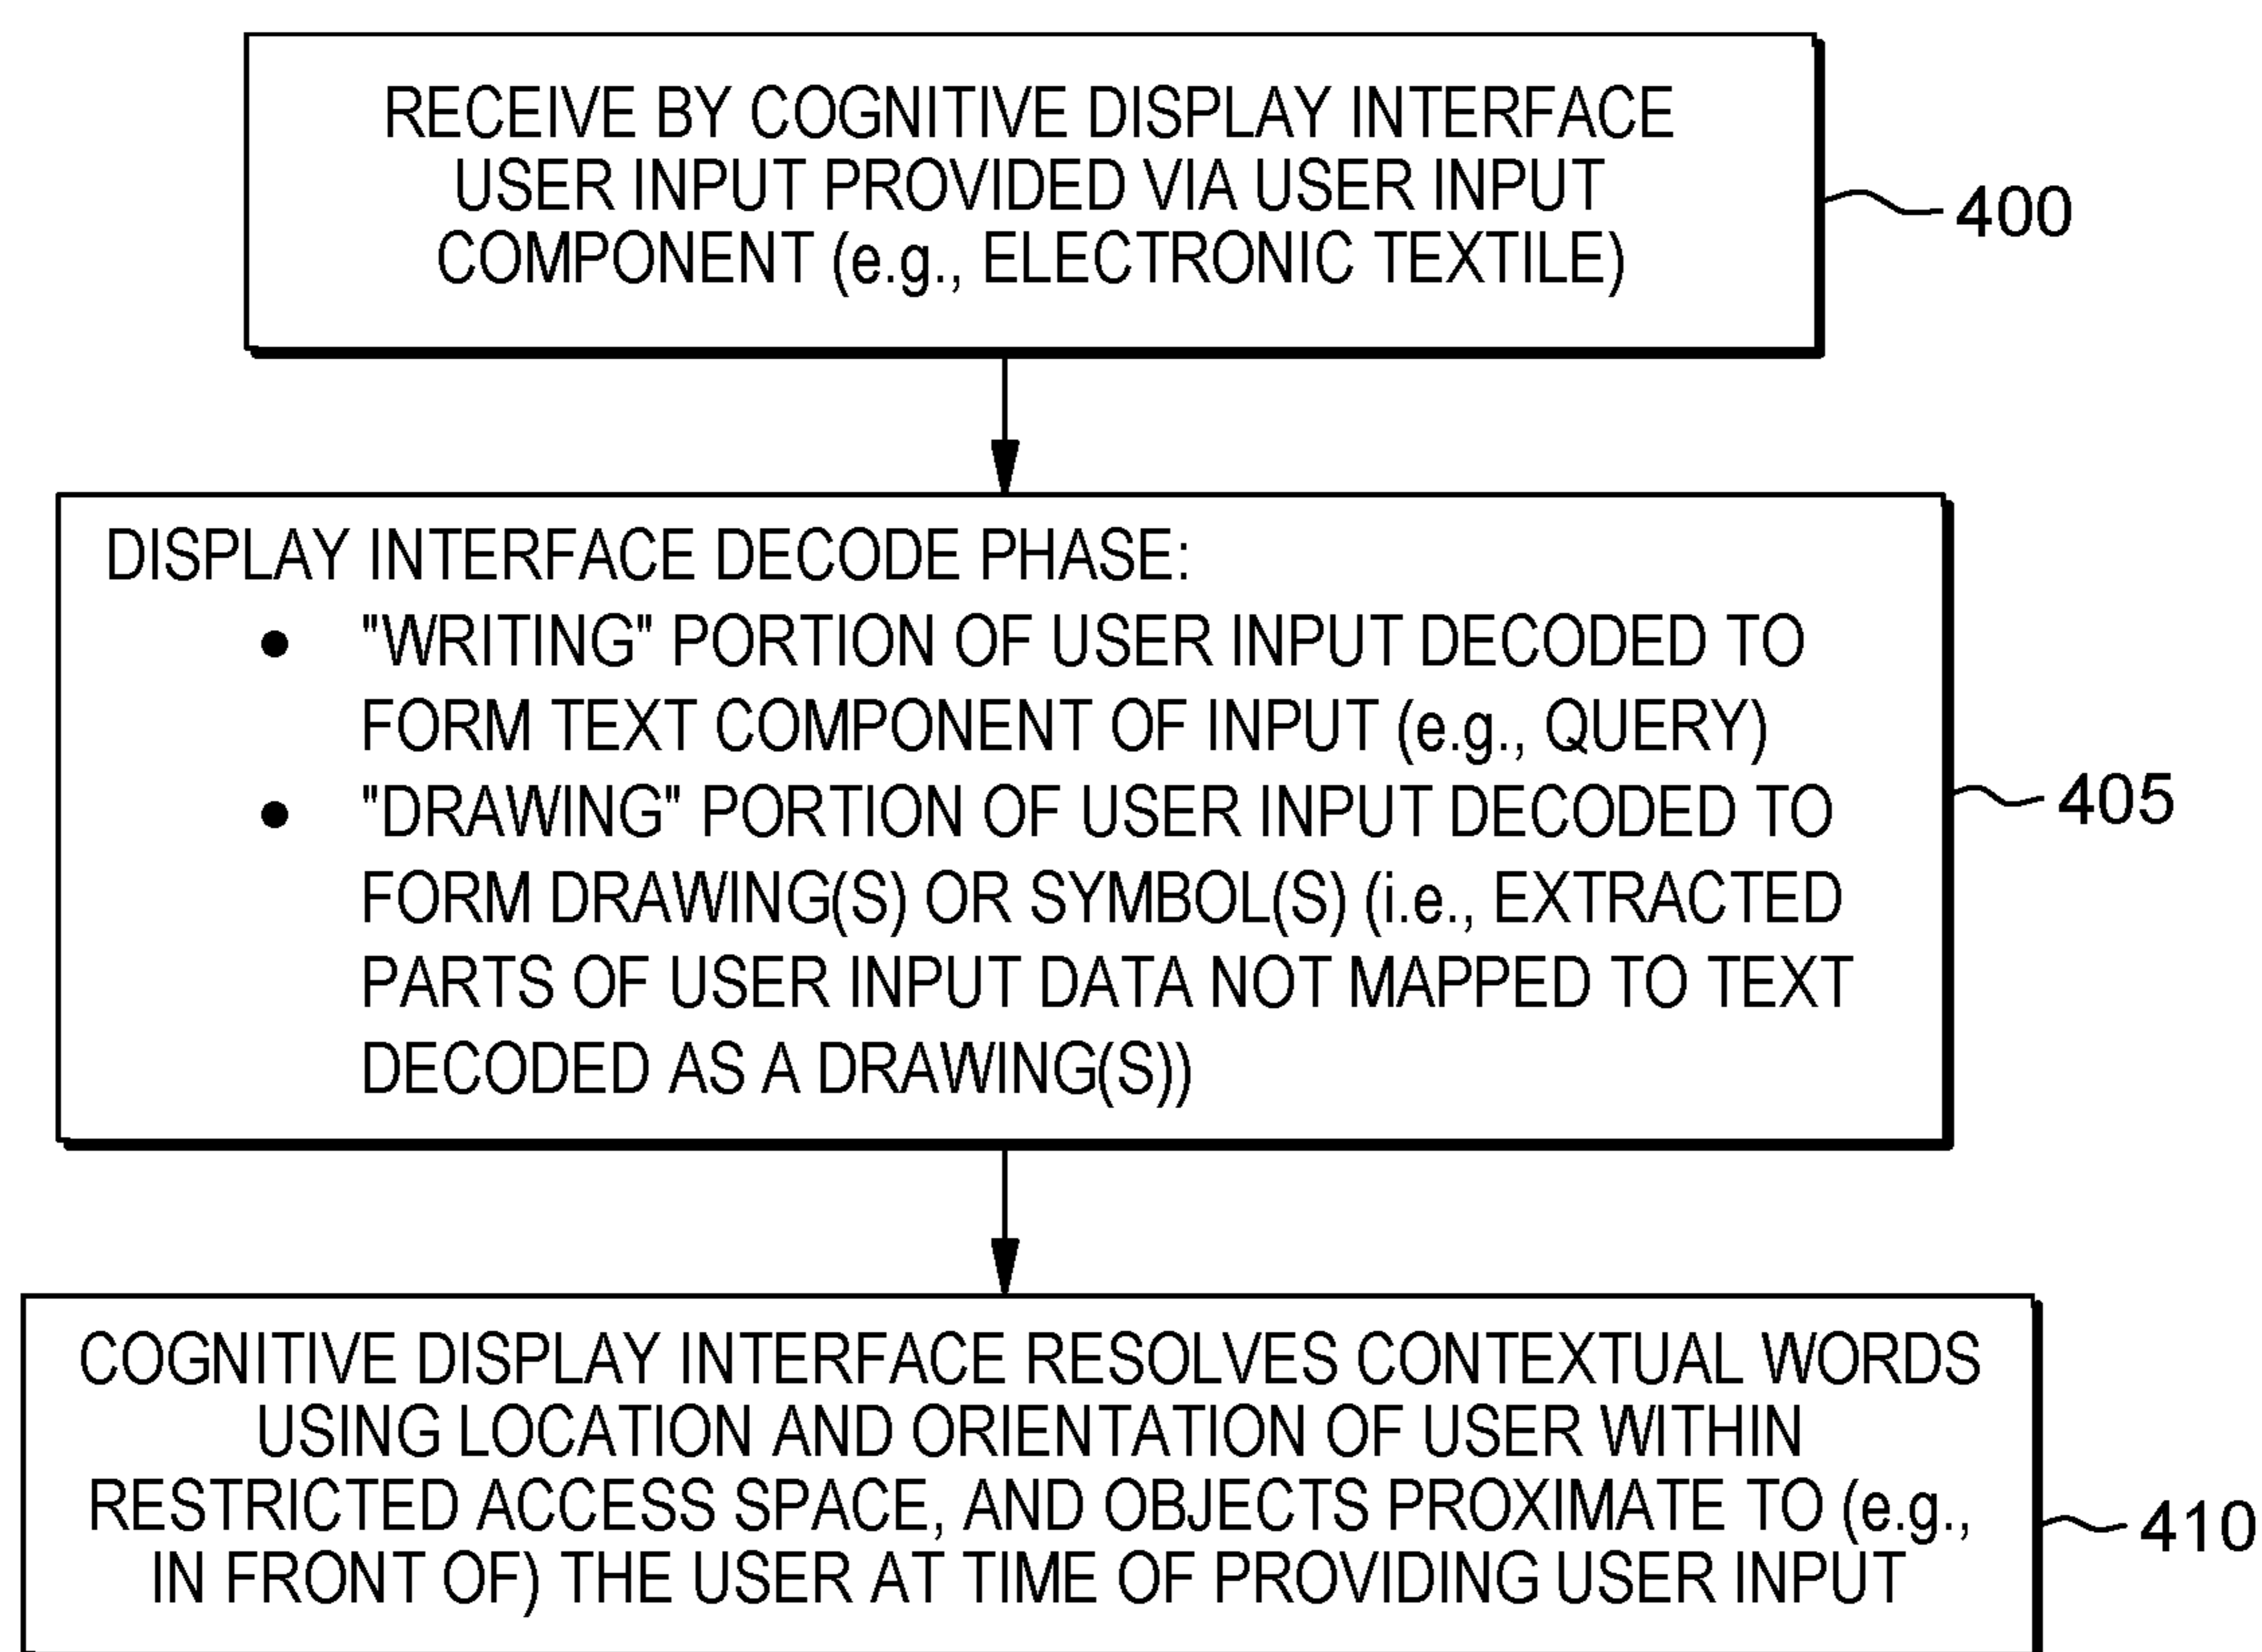 RECEIVE BY COGNITIVE DISPLAY INTERFACE
USER INPUT PROVIDED VIA USER INPUT
COMPONENT (e.g., ELECTRONIC TEXTILE)
400
DISPLAY INTERFACE DECODE PHASE:
• "WRITING" PORTION OF USER INPUT DECODED TO
FORM TEXT COMPONENT OF INPUT (e.g., QUERY)
• "DRAWING" PORTION OF USER INPUT DECODED TO
FORM DRAWING(S) OR SYMBOL(S) (i.e., EXTRACTED
PARTS OF USER INPUT DATA NOT MAPPED TO TEXT
DECODED AS A DRAWING(S))
405
COGNITIVE DISPLAY INTERFACE RESOLVES CONTEXTUAL WORDS
USING LOCATION AND ORIENTATION OF USER WITHIN
RESTRICTED ACCESS SPACE, AND OBJECTS PROXIMATE TO (e.g.,
IN FRONT OF) THE USER AT TIME OF PROVIDING USER INPUT
410